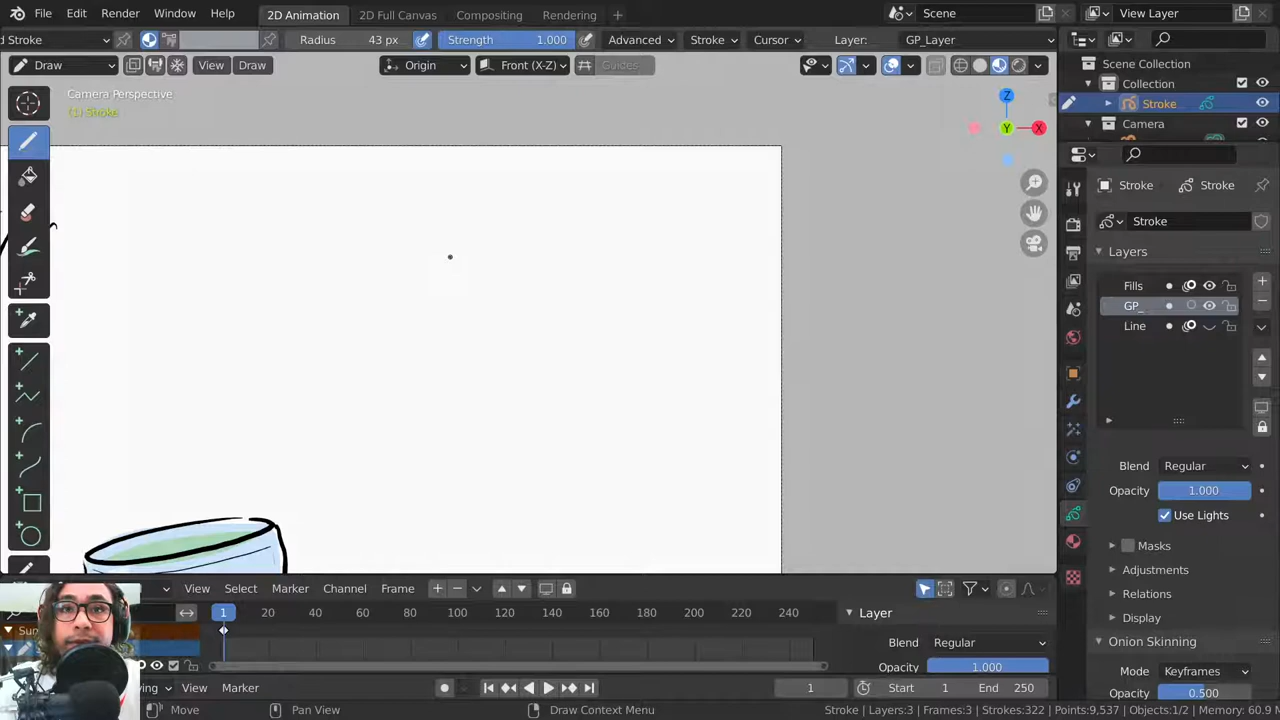 File Edit Render Window Help 2D Animation 2D Full Canvas Compositing Rendering + Scene View Layer
d Stroke Radius 43 px Strength 1.000 Advanced Stroke Cursor Layer: GP_Layer
Draw View Draw Origin Front (X-Z) Guides
Scene Collection
Collection
Stroke
Camera
Camera Perspective
(1) Stroke
Z
Y X
Stroke Stroke
Stroke
Layers
Fills
GP_
Line
Blend Regular
Opacity 1.000
Use Lights
Masks
Adjustments
Relations
Display
Onion Skinning
Mode Keyframes
Opacity 0.500
View Select Marker Channel Frame
1 20 40 60 80 100 120 140 160 180 200 220 240
Layer
Blend Regular
Opacity 1.000
View Marker 1 Start 1 End 250
Move Pan View Draw Context Menu Stroke | Layers:3 | Frames:3 | Strokes:322 | Points:9,537 | Objects:1/2 | Memory: 60.9